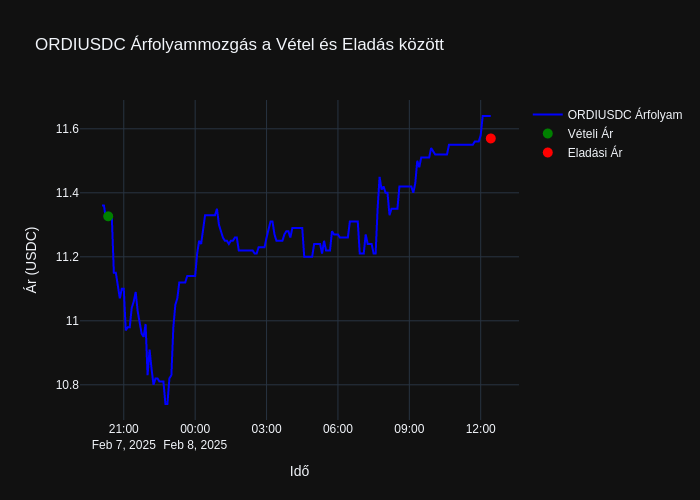 ORDIUSDC Árfolyammozgás a Vétel és Eladás között
ORDIUSDC Árfolyam
Vételi Ár
Eladási Ár
Ár (USDC)
11.6
11.4
11.2
11
10.8
21:00 00:00 03:00 06:00 09:00 12:00
Feb 7, 2025 Feb 8, 2025
Idő